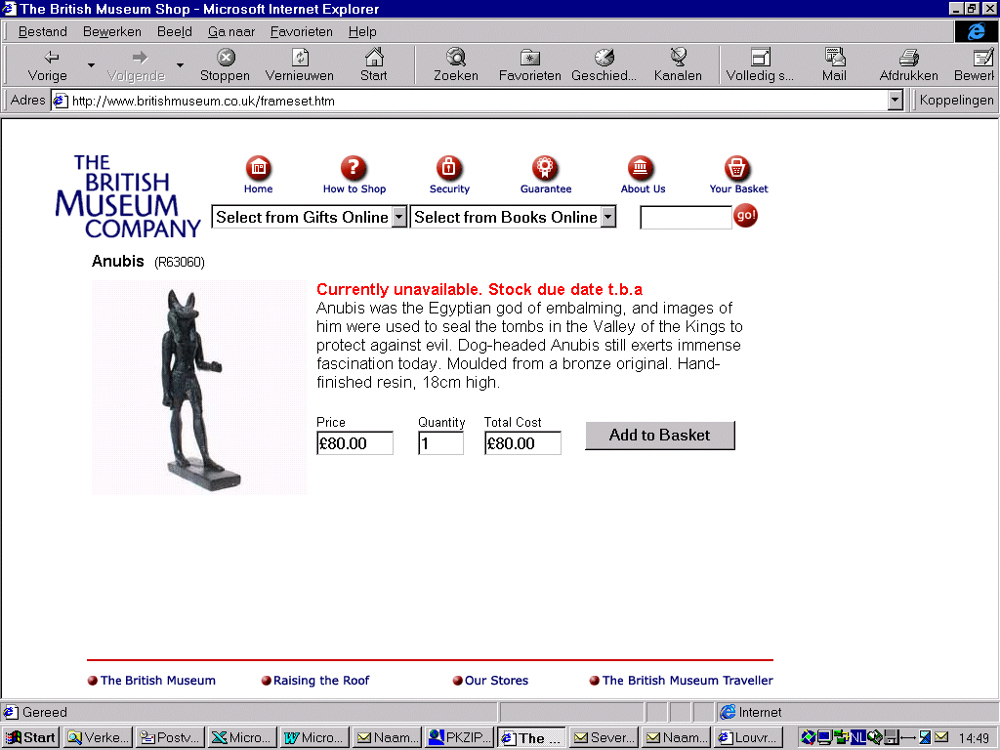 The British Museum Shop - Microsoft Internet Explorer
Bestand Bewerken Beeld Ga naar Favorieten Help
Vorige Volgende Stoppen Vernieuwen Start Zoeken Favorieten Geschied... Kanalen Volledig s... Mail Afdrukken Bewerk
Adres http://www.britishmuseum.co.uk/frameset.htm Koppelingen
THE
BRITISH
MUSEUM
COMPANY
Home How to Shop Security Guarantee About Us Your Basket
Select from Gifts Online Select from Books Online go!
Anubis (R63060)
Currently unavailable. Stock due date t.b.a
Anubis was the Egyptian god of embalming, and images of
him were used to seal the tombs in the Valley of the Kings to
protect against evil. Dog-headed Anubis still exerts immense
fascination today. Moulded from a bronze original. Hand-
finished resin, 18cm high.
Price Quantity Total Cost
£80.00 1 £80.00 Add to Basket
The British Museum Raising the Roof Our Stores The British Museum Traveller
Gereed Internet
Start Verke... Postv... Micro... Micro... Naam... PKZIP... The ... Sever... Naam... Louvr... NL 14:49